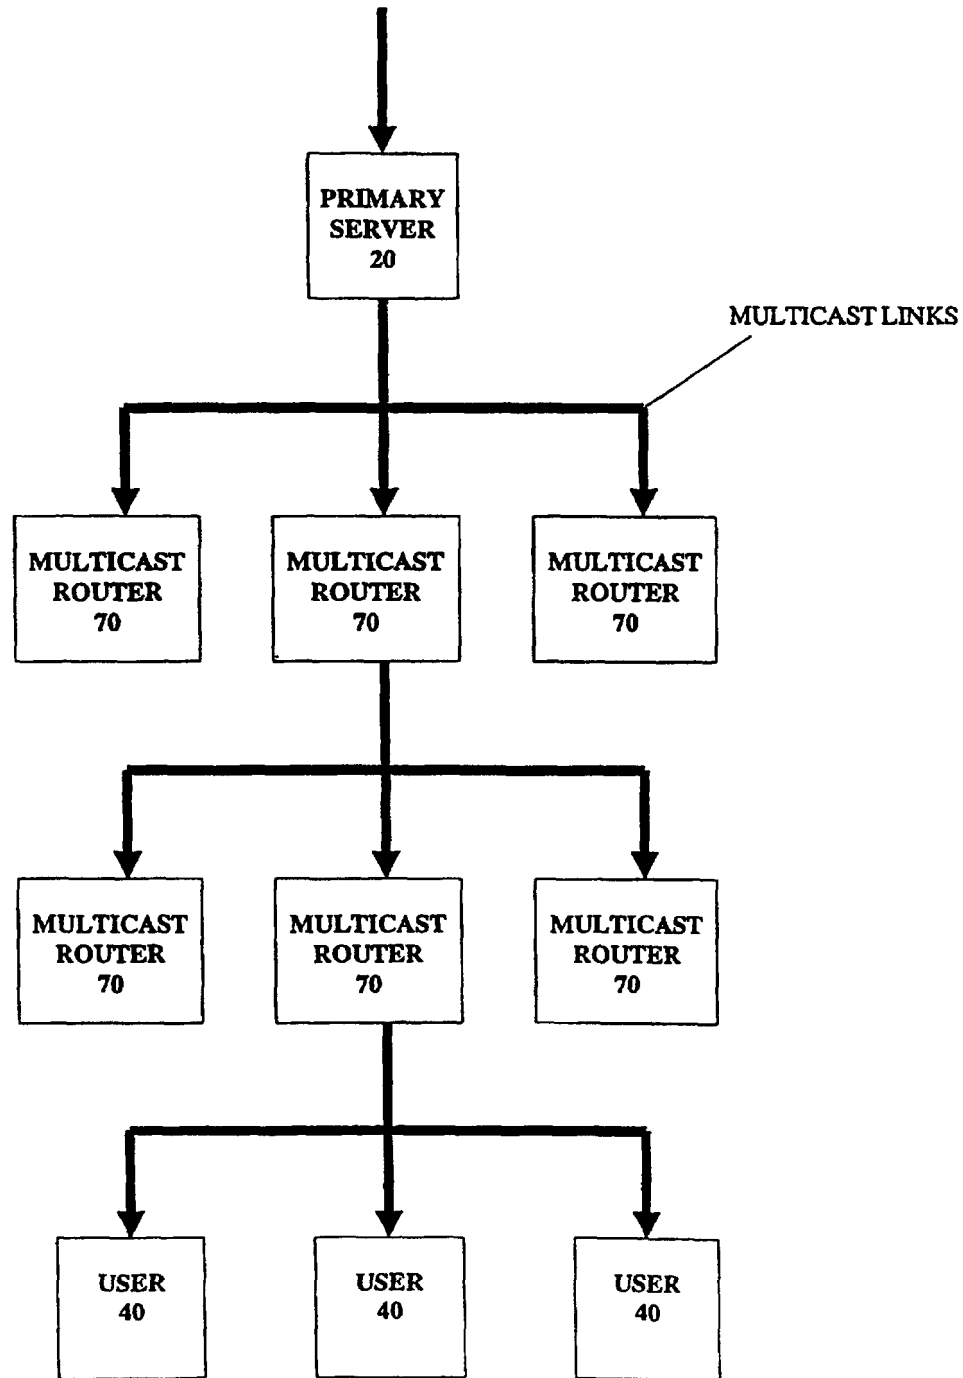 PRIMARY
SERVER
20
MULTICAST LINKS
MULTICAST
ROUTER
70
MULTICAST
ROUTER
70
MULTICAST
ROUTER
70
MULTICAST
ROUTER
70
MULTICAST
ROUTER
70
MULTICAST
ROUTER
70
USER
40
USER
40
USER
40